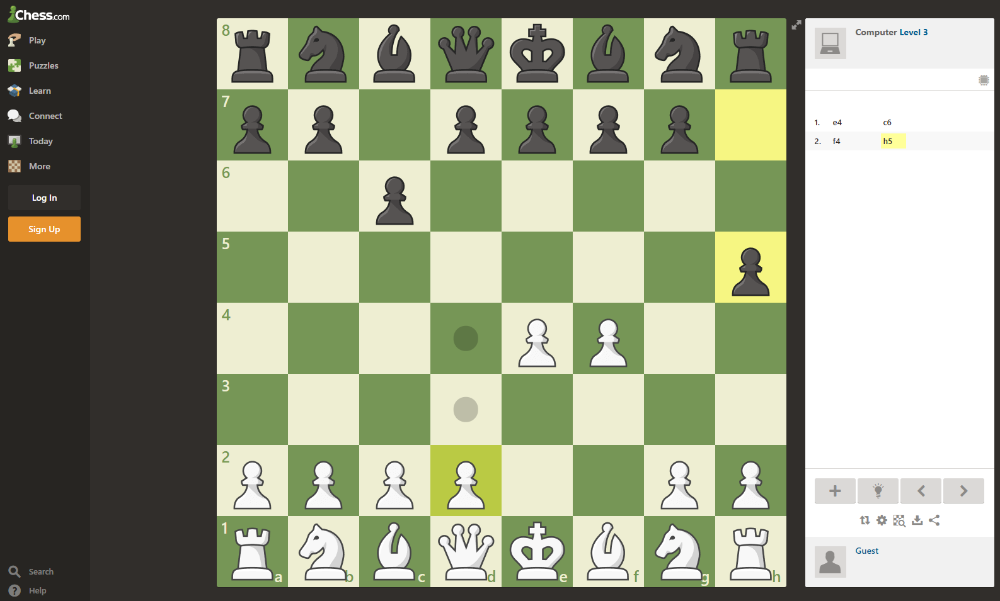 Chess.com
Play
Puzzles
Learn
Connect
Today
More
Log In
Sign Up
Search
Help
8
7
6
5
4
3
2
1
a b c d e f g h
Computer Level 3
1. e4 c6
2. f4 h5
Guest